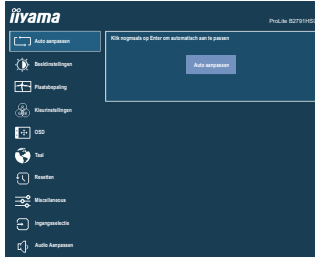 iiyama
ProLite B2791HS
Auto aanpassen
Klik nogmaals op Enter om automatisch aan te passen
Auto aanpassen
Beeldinstellingen
Plaatsbepaling
Kleurinstellingen
OSD
Taal
Resetten
Miscellaneous
Ingangsselectie
Audio Aanpassen